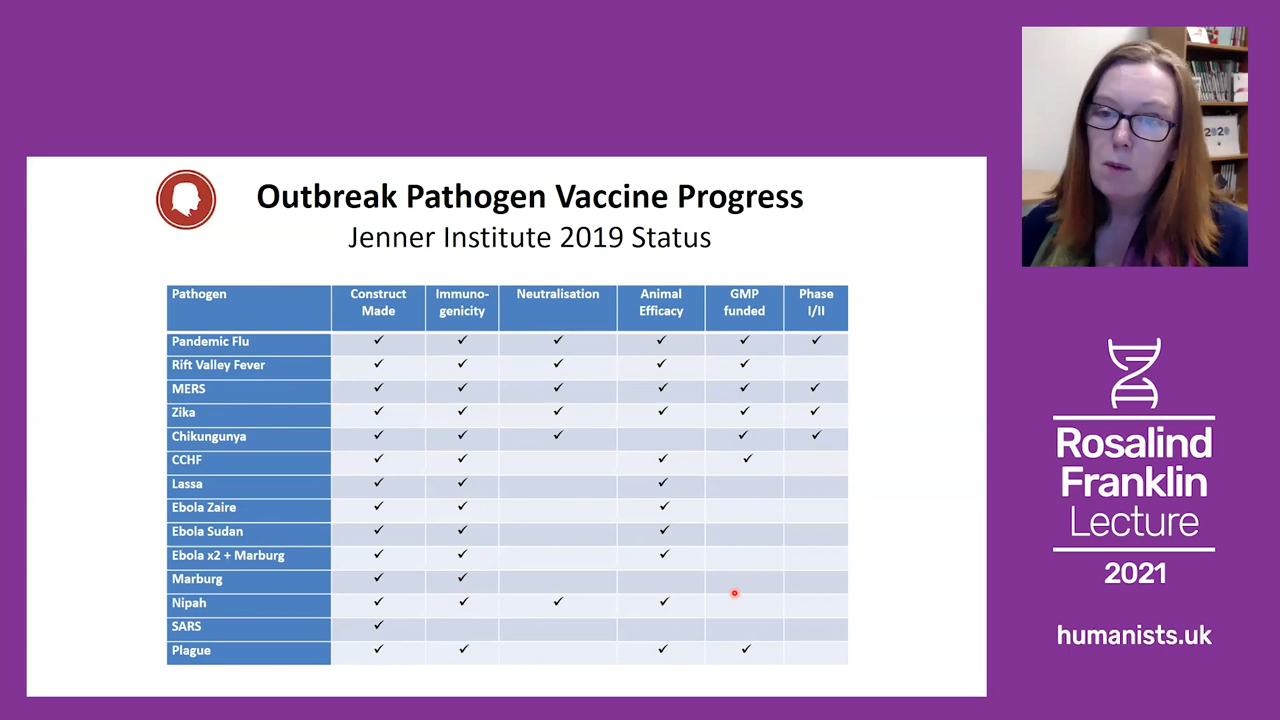 Outbreak Pathogen Vaccine Progress
Jenner Institute 2019 Status
Pathogen Construct Made Immuno-genicity Neutralisation Animal Efficacy GMP funded Phase I/II
Pandemic Flu ✓ ✓ ✓ ✓ ✓ ✓
Rift Valley Fever ✓ ✓ ✓ ✓ ✓
MERS ✓ ✓ ✓ ✓ ✓ ✓
Zika ✓ ✓ ✓ ✓ ✓ ✓
Chikungunya ✓ ✓ ✓ ✓ ✓
CCHF ✓ ✓ ✓ ✓
Lassa ✓ ✓ ✓
Ebola Zaire ✓ ✓ ✓
Ebola Sudan ✓ ✓ ✓
Ebola x2 + Marburg ✓ ✓ ✓
Marburg ✓ ✓
Nipah ✓ ✓ ✓ ✓
SARS ✓
Plague ✓ ✓ ✓ ✓
2020
Rosalind
Franklin
Lecture
2021
humanists.uk